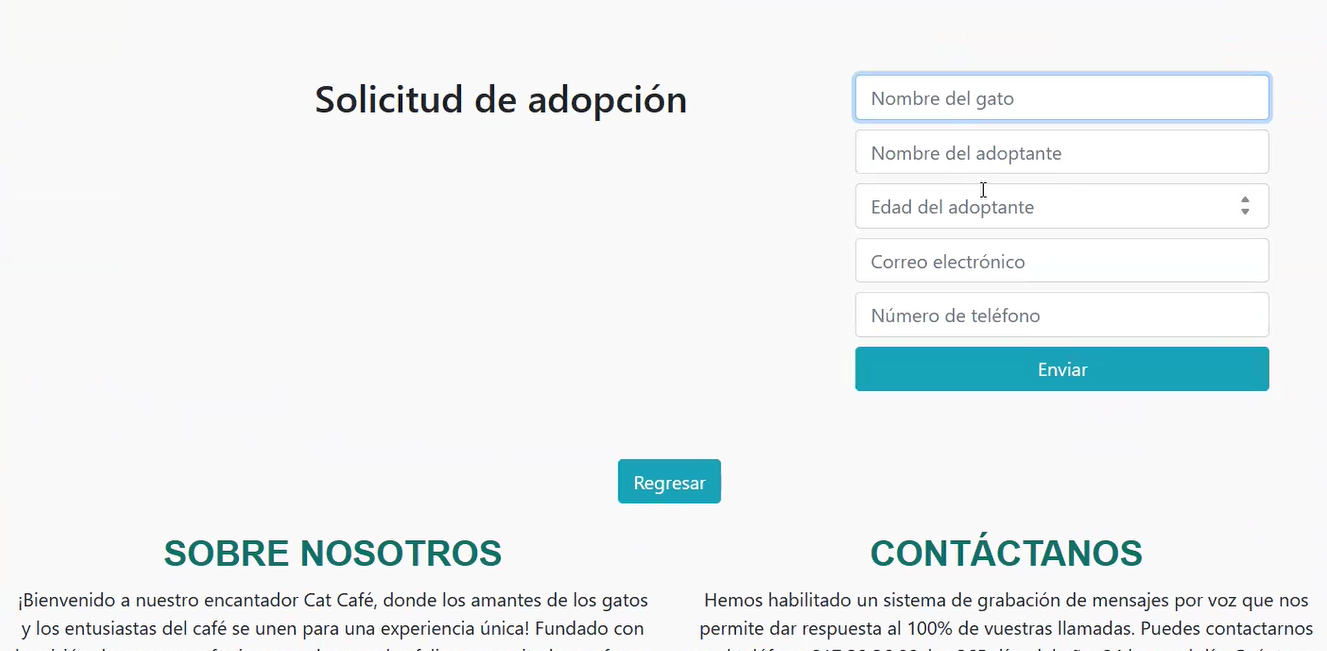 Solicitud de adopción
Nombre del gato
Nombre del adoptante
Edad del adoptante
Correo electrónico
Número de teléfono
Enviar
Regresar
SOBRE NOSOTROS
¡Bienvenido a nuestro encantador Cat Café, donde los amantes de los gatos
y los entusiastas del café se unen para una experiencia única! Fundado con
CONTÁCTANOS
Hemos habilitado un sistema de grabación de mensajes por voz que nos
permite dar respuesta al 100% de vuestras llamadas. Puedes contactarnos